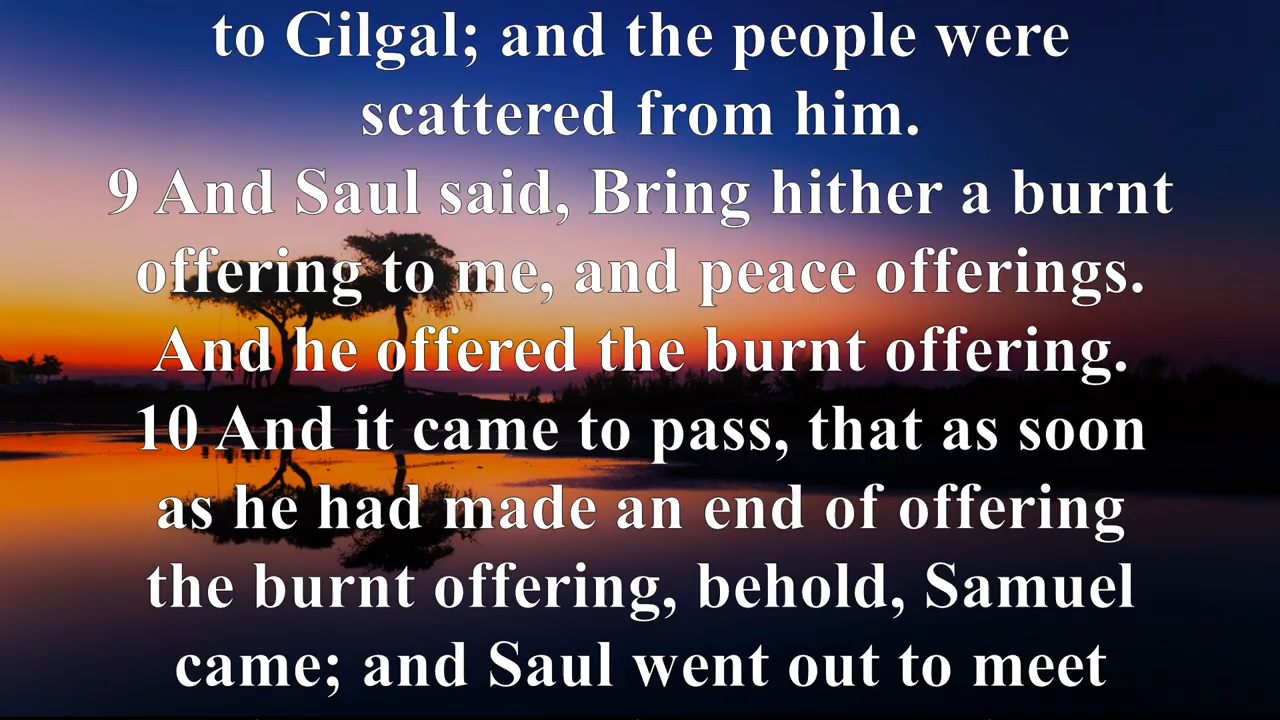 to Gilgal; and the people were
scattered from him.
9 And Saul said, Bring hither a burnt
offering to me, and peace offerings.
And he offered the burnt offering.
10 And it came to pass, that as soon
as he had made an end of offering
the burnt offering, behold, Samuel
came; and Saul went out to meet